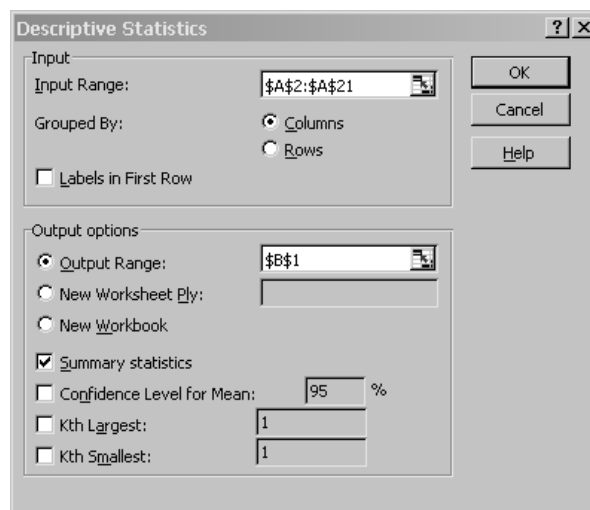 Descriptive Statistics ? X
Input
Input Range: $A$2:$A$21
Grouped By: Columns
Rows
Labels in First Row
OK
Cancel
Help
Output options
Output Range: $B$1
New Worksheet Ply:
New Workbook
Summary statistics
Confidence Level for Mean: 95 %
Kth Largest: 1
Kth Smallest: 1